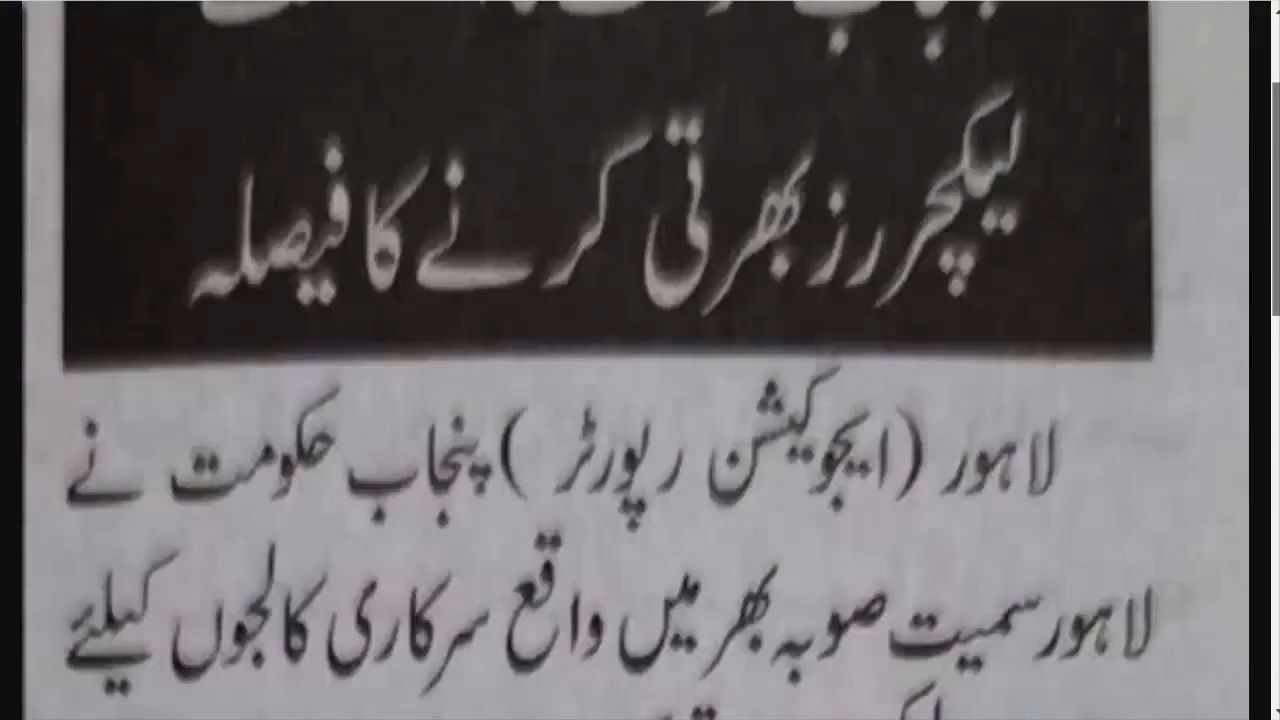 لیکچررز بھرتی کرنے کا فیصلہ
لاہور (ایجوکیشن رپورٹر) پنجاب حکومت نے
لاہور سمیت صوبہ بھر میں واقع سرکاری کالجوں کیلئے